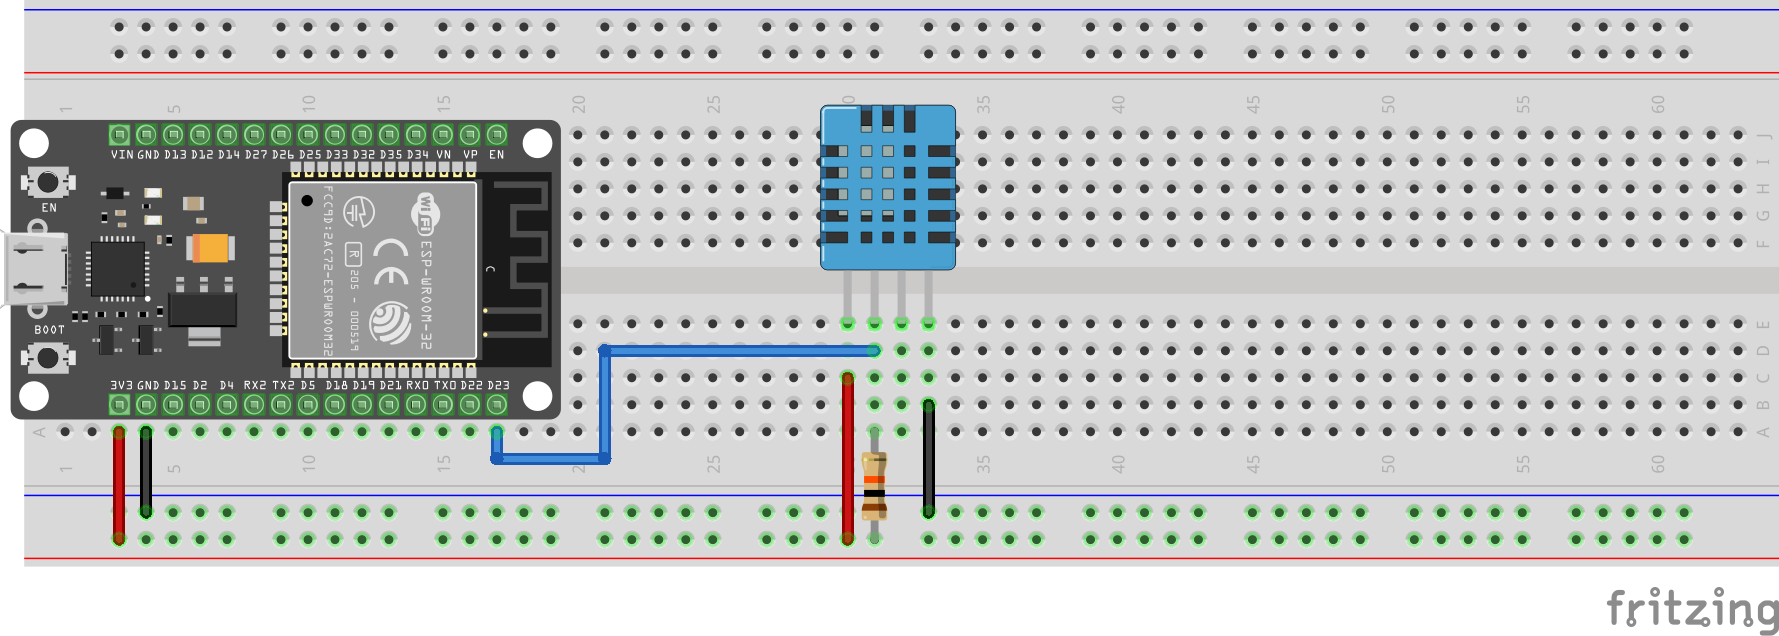 1 5 10 15 20 25 30 35 40 45 50 55 60
J
I
H
G
F
VIN GND D13 D12 D14 D27 D26 D25 D33 D32 D35 D34 VN VP EN
EN
WiFi
ESP-WROOM-32
CE
R
205 - 000519
FCC ID:2AC7Z-ESPWROOM32
C
BOOT
3V3 GND D15 D2 D4 RX2 TX2 D5 D18 D19 D21 RX0 TX0 D22 D23
E
D
C
B
A A
1 5 10 15 20 25 35 40 45 50 55 60
fritzing